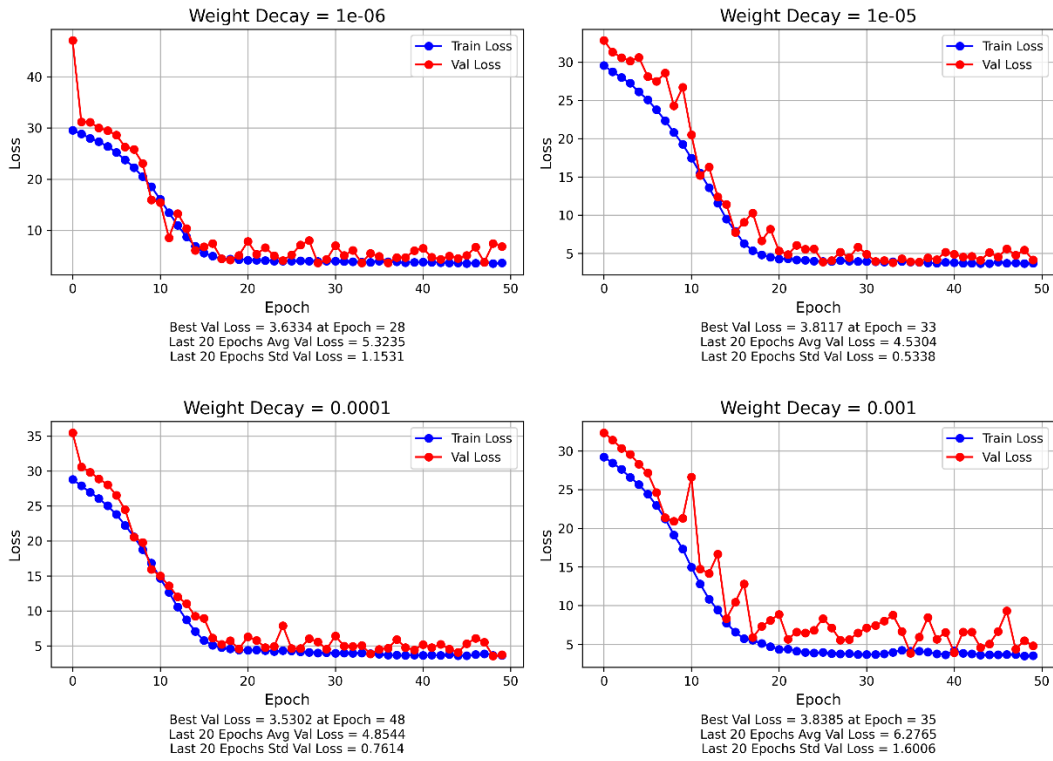 Weight Decay = 1e-06
Train Loss
Val Loss
40
30
20
10
Loss
0 10 20 30 40 50
Epoch
Best Val Loss = 3.6334 at Epoch = 28
Last 20 Epochs Avg Val Loss = 5.3235
Last 20 Epochs Std Val Loss = 1.1531
Weight Decay = 1e-05
Train Loss
Val Loss
30
25
20
15
10
5
Loss
0 10 20 30 40 50
Epoch
Best Val Loss = 3.8117 at Epoch = 33
Last 20 Epochs Avg Val Loss = 4.5304
Last 20 Epochs Std Val Loss = 0.5338
Weight Decay = 0.0001
Train Loss
Val Loss
35
30
25
20
15
10
5
Loss
0 10 20 30 40 50
Epoch
Best Val Loss = 3.5302 at Epoch = 48
Last 20 Epochs Avg Val Loss = 4.8544
Last 20 Epochs Std Val Loss = 0.7614
Weight Decay = 0.001
Train Loss
Val Loss
30
25
20
15
10
5
Loss
0 10 20 30 40 50
Epoch
Best Val Loss = 3.8385 at Epoch = 35
Last 20 Epochs Avg Val Loss = 6.2765
Last 20 Epochs Std Val Loss = 1.6006